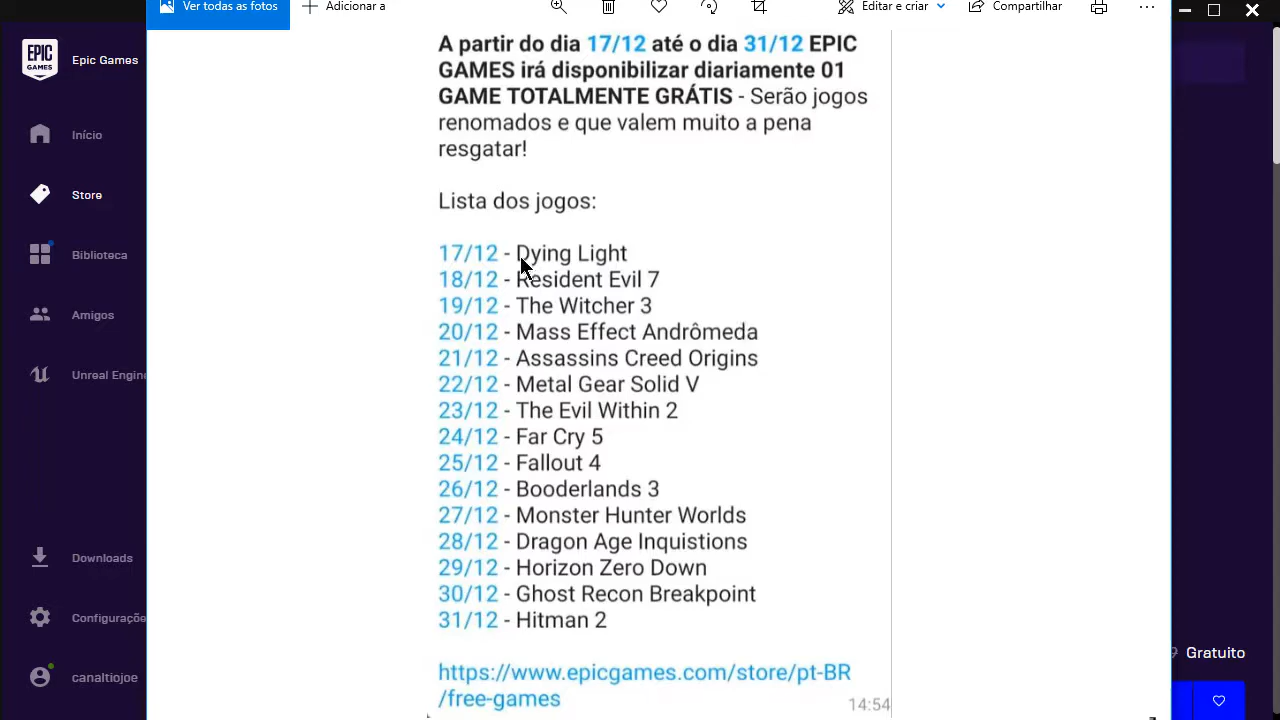 Ver todas as fotos
Adicionar a
Editar e criar
Compartilhar
EPIC
GAMES
Epic Games
Início
Store
Biblioteca
Amigos
Unreal Engin
Downloads
Configuraçõe
canaltiojoe
A partir do dia 17/12 até o dia 31/12 EPIC
GAMES irá disponibilizar diariamente 01
GAME TOTALMENTE GRÁTIS - Serão jogos
renomados e que valem muito a pena
resgatar!
Lista dos jogos:
17/12 - Dying Light
18/12 - Resident Evil 7
19/12 - The Witcher 3
20/12 - Mass Effect Andrômeda
21/12 - Assassins Creed Origins
22/12 - Metal Gear Solid V
23/12 - The Evil Within 2
24/12 - Far Cry 5
25/12 - Fallout 4
26/12 - Booderlands 3
27/12 - Monster Hunter Worlds
28/12 - Dragon Age Inquistions
29/12 - Horizon Zero Down
30/12 - Ghost Recon Breakpoint
31/12 - Hitman 2
https://www.epicgames.com/store/pt-BR
/free-games
14:54
Gratuito